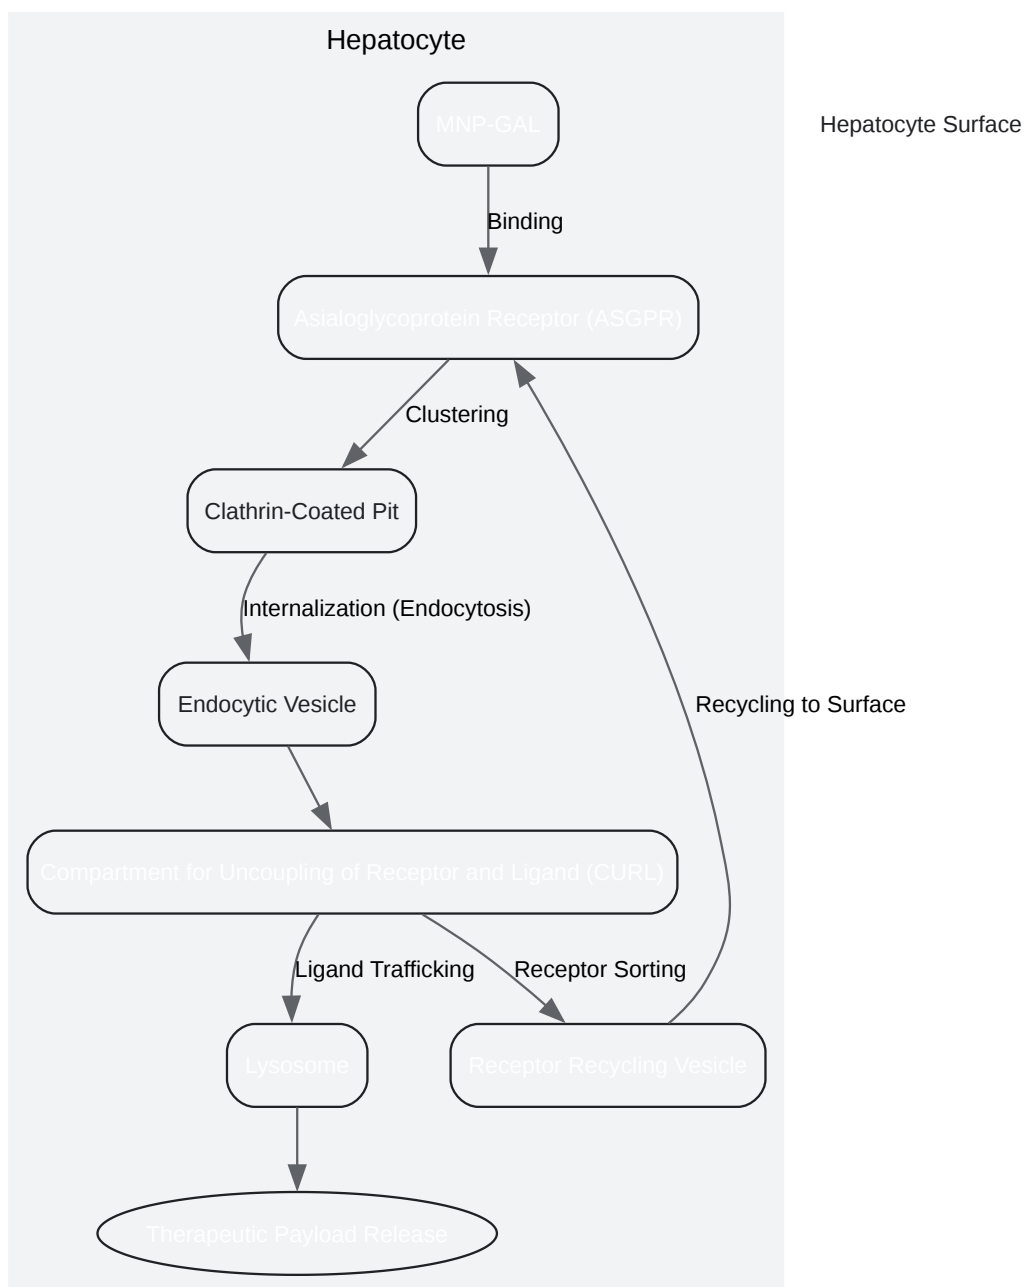 Hepatocyte
MNP-GAL
Hepatocyte Surface
Binding
Asialoglycoprotein Receptor (ASGPR)
Clustering
Clathrin-Coated Pit
Internalization (Endocytosis)
Endocytic Vesicle
Recycling to Surface
Compartment for Uncoupling of Receptor and Ligand (CURL)
Ligand Trafficking
Receptor Sorting
Lysosome
Receptor Recycling Vesicle
Therapeutic Payload Release